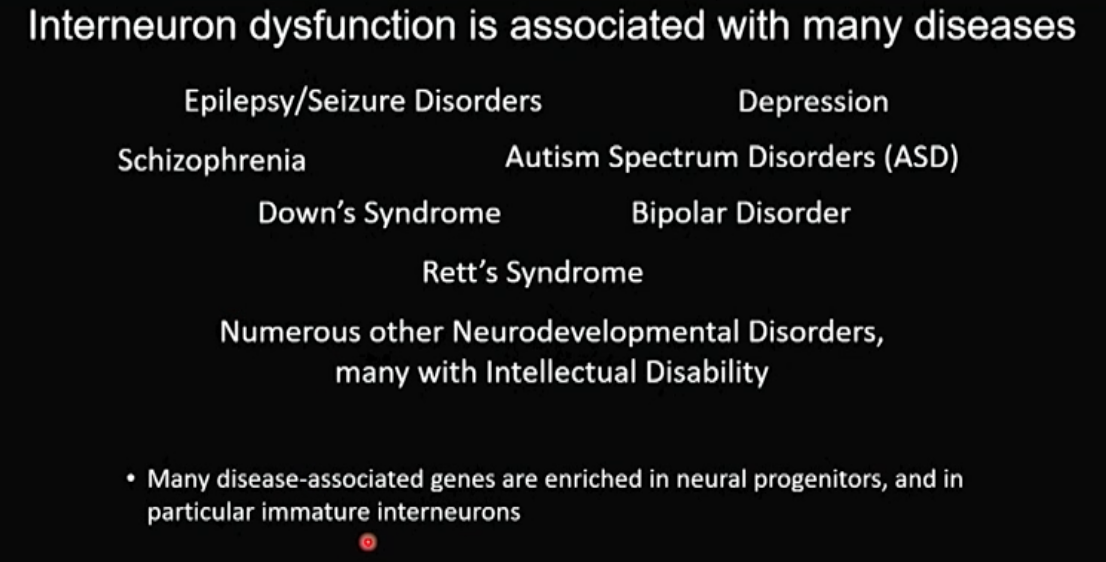 Interneuron dysfunction is associated with many diseases
Epilepsy/Seizure Disorders
Depression
Schizophrenia
Autism Spectrum Disorders (ASD)
Down's Syndrome
Bipolar Disorder
Rett's Syndrome
Numerous other Neurodevelopmental Disorders,
many with Intellectual Disability
• Many disease-associated genes are enriched in neural progenitors, and in
particular immature interneurons